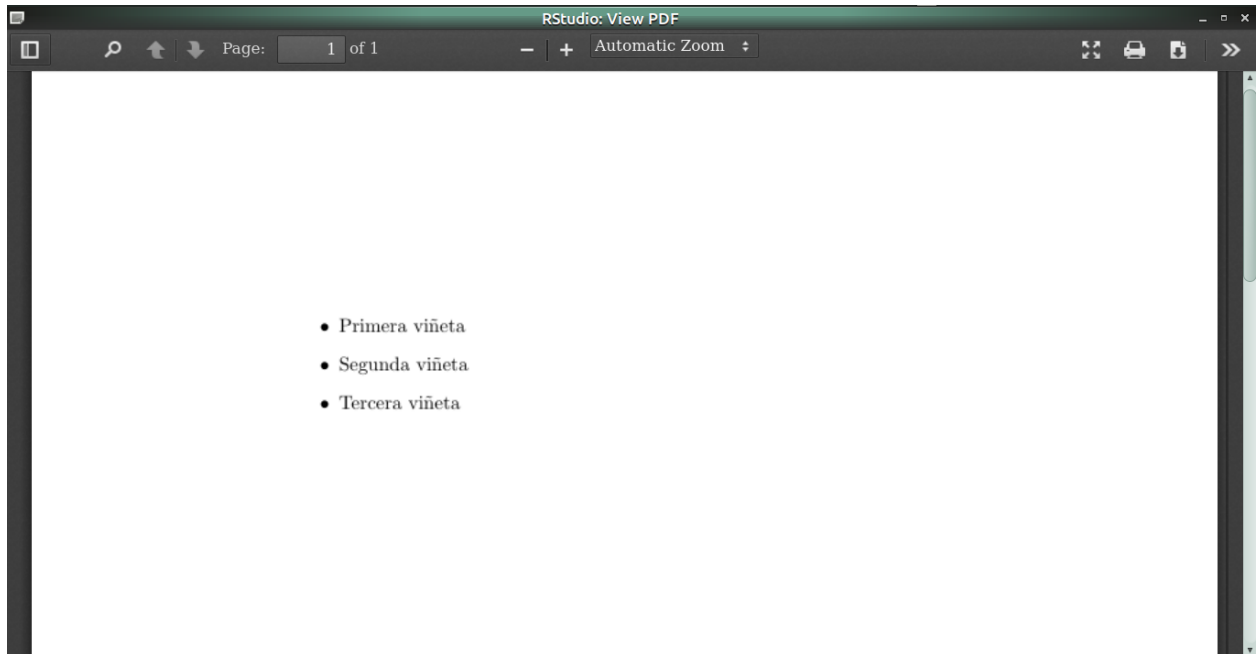 RStudio: View PDF
Page: 1 of 1 Automatic Zoom
• Primera viñeta
• Segunda viñeta
• Tercera viñeta